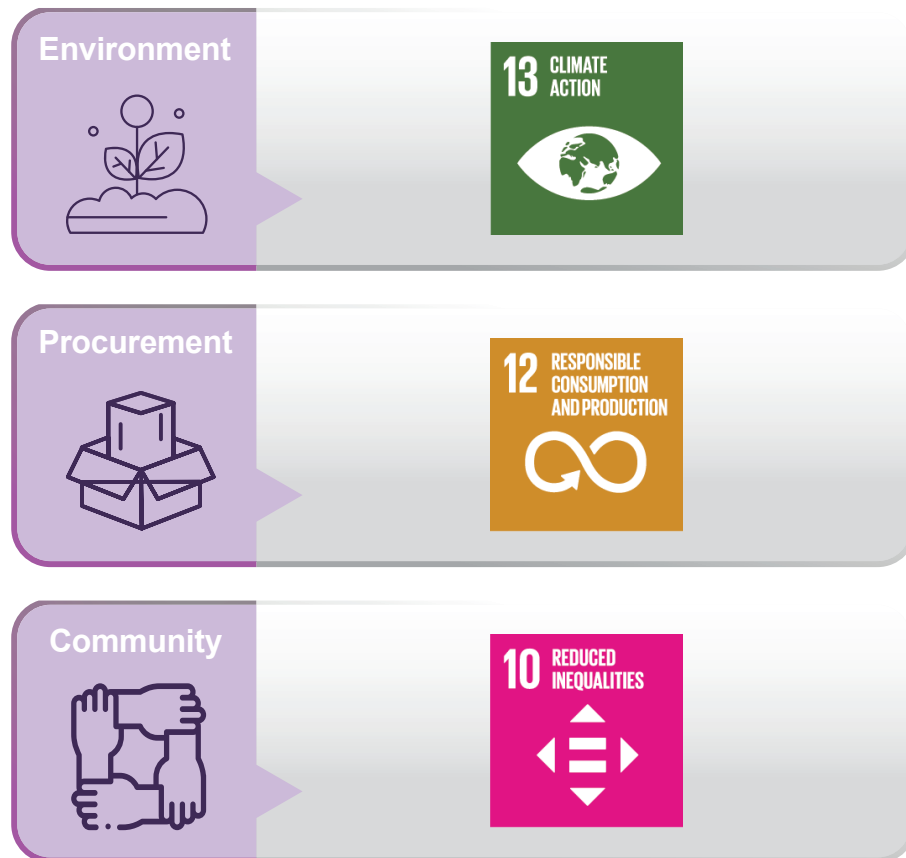 Environment
13 CLIMATE
ACTION
Procurement
12 RESPONSIBLE
CONSUMPTION
AND PRODUCTION
Community
10 REDUCED
INEQUALITIES